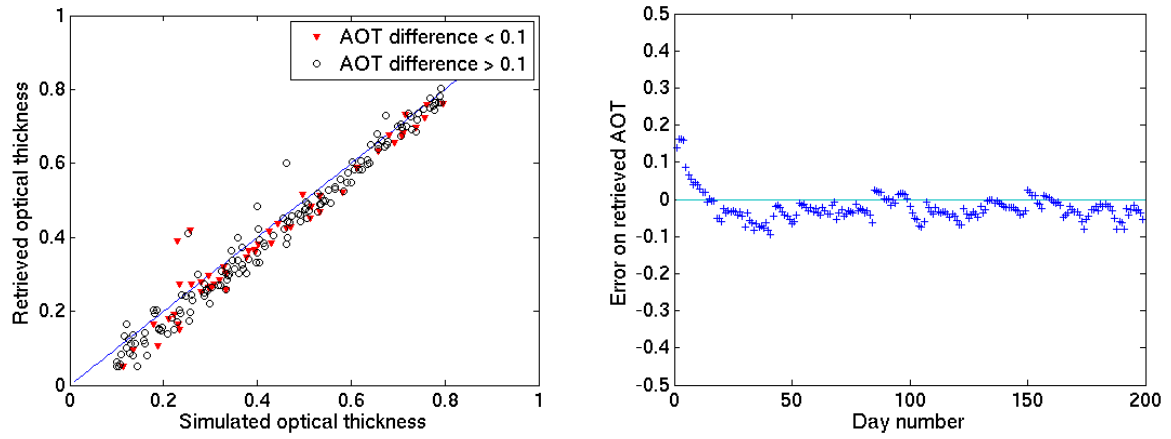 1
0.8
0.6
0.4
0.2
0
0 0.2 0.4 0.6 0.8 1
Retrieved optical thickness
Simulated optical thickness
AOT difference < 0.1
AOT difference > 0.1
0.5
0.4
0.3
0.2
0.1
0
-0.1
-0.2
-0.3
-0.4
-0.5
0 50 100 150 200
Error on retrieved AOT
Day number